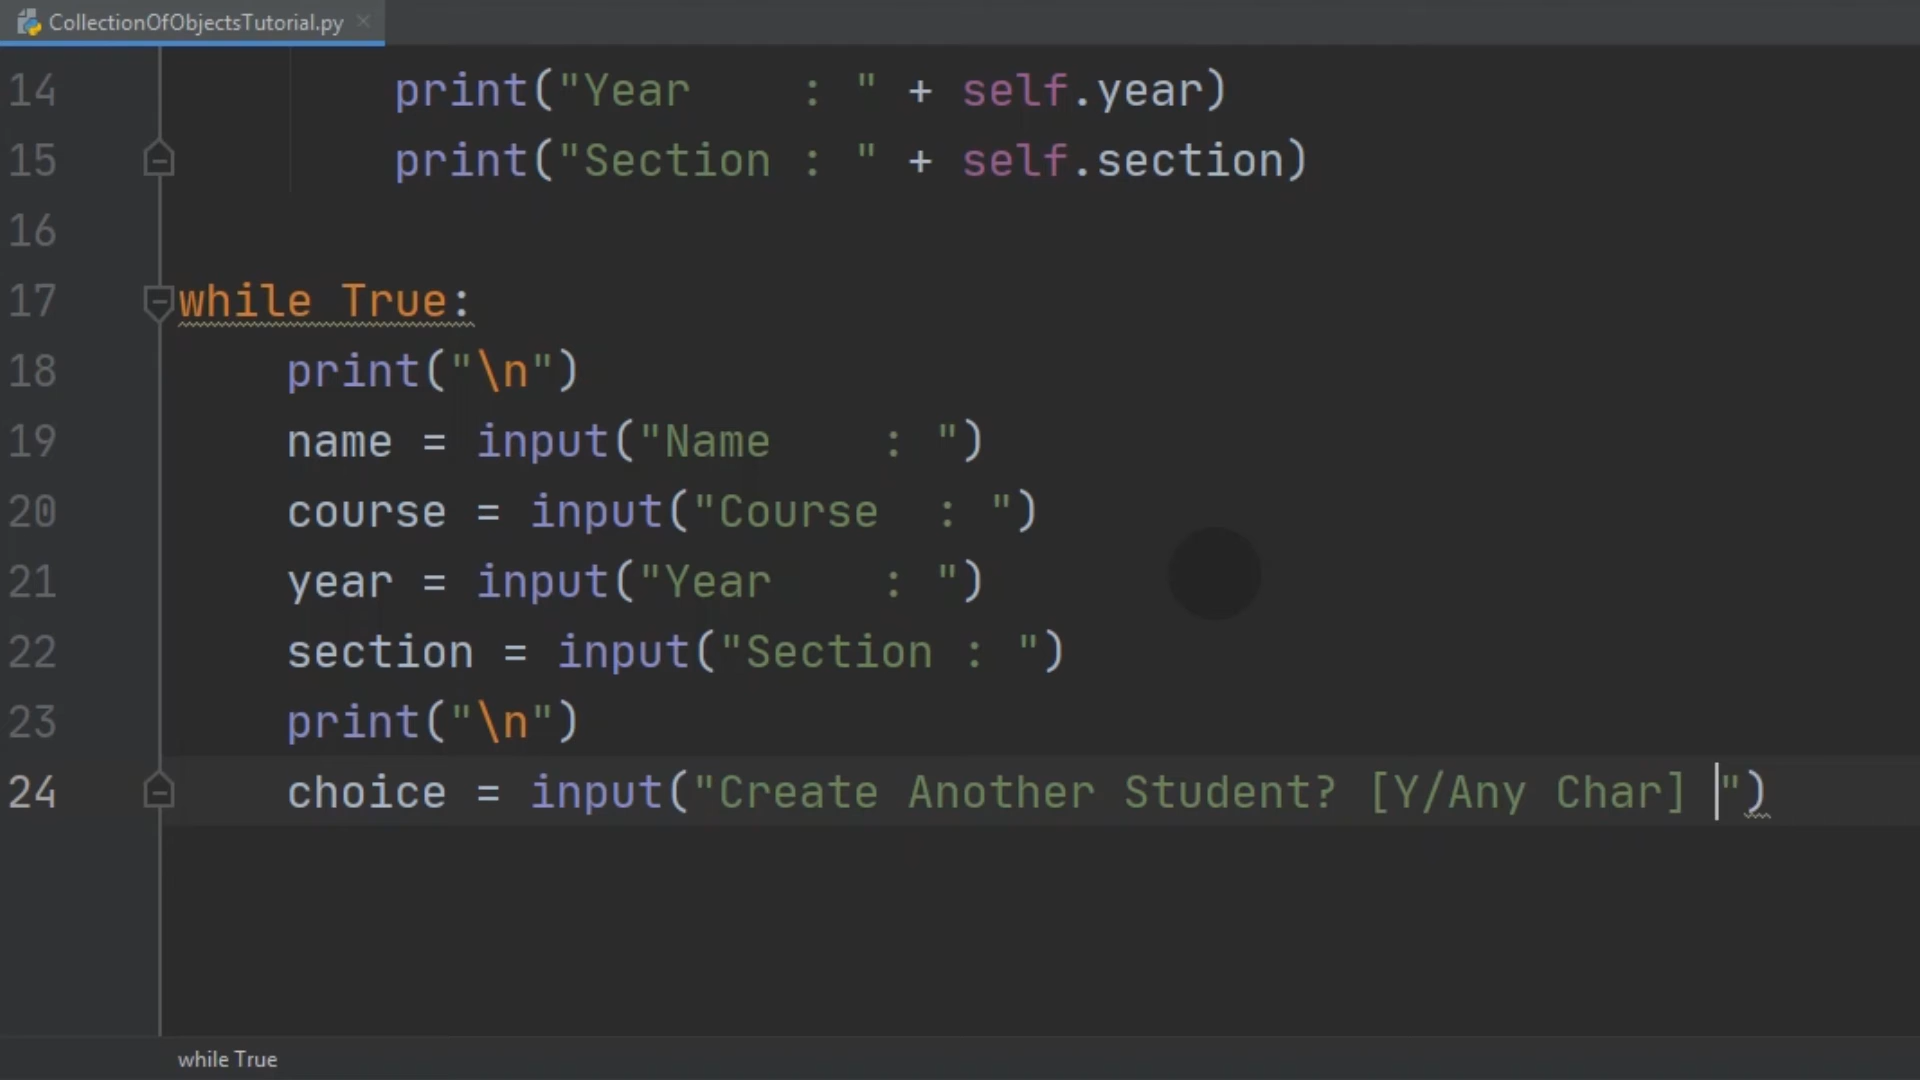 CollectionOfObjectsTutorial.py
14 print("Year    : " + self.year)
15 print("Section : " + self.section)
16
17 while True:
18 print("\n")
19 name = input("Name    : ")
20 course = input("Course  : ")
21 year = input("Year    : ")
22 section = input("Section : ")
23 print("\n")
24 choice = input("Create Another Student? [Y/Any Char] ")
while True